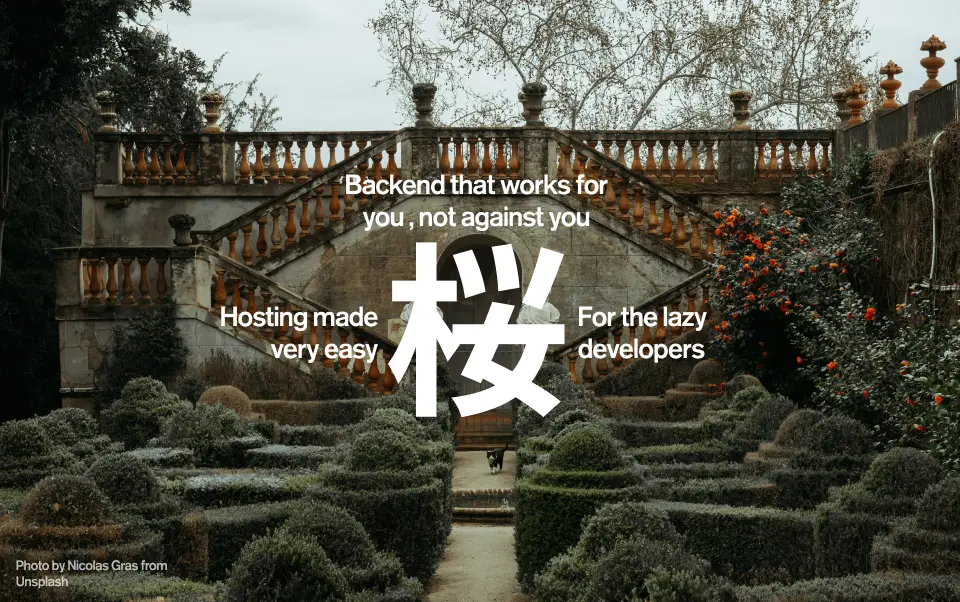 Backend that works for
you , not against you
桜
Hosting made
very easy
For the lazy
developers
Photo by Nicolas Gras from
Unsplash